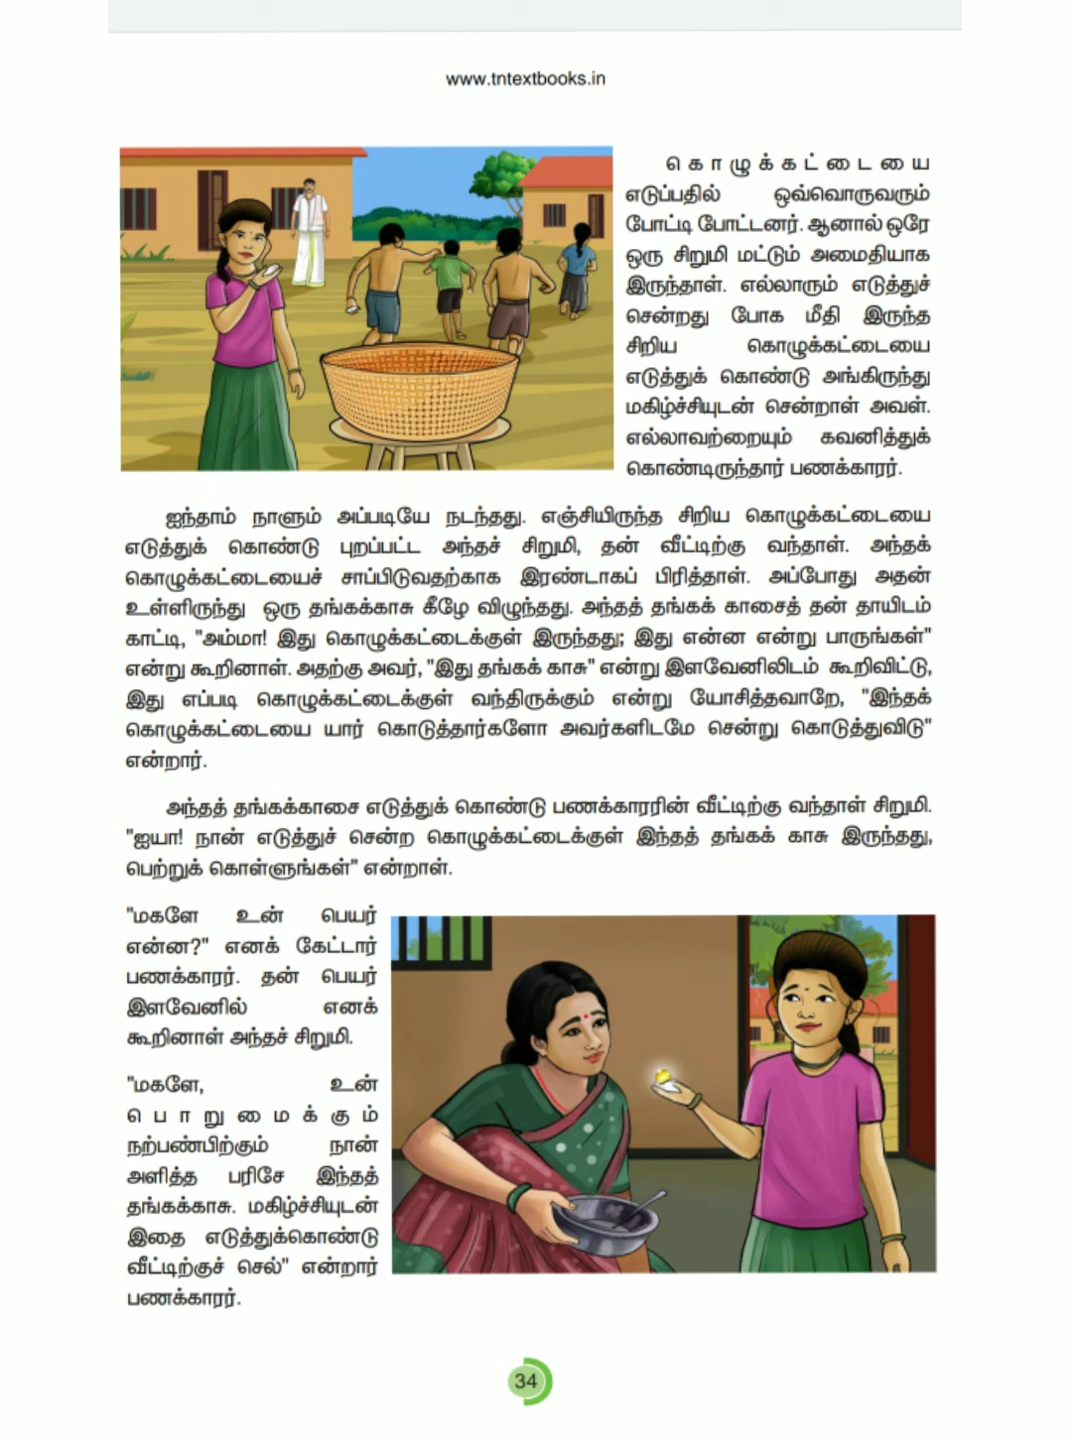 www.tntextbooks.in
கொழுக்கட்டையை
எடுப்பதில் ஒவ்வொருவரும்
போட்டி போட்டனர். ஆனால் ஒரே
ஒரு சிறுமி மட்டும் அமைதியாக
இருந்தாள். எல்லாரும் எடுத்துச்
சென்றது போக மீதி இருந்த
சிறிய கொழுக்கட்டையை
எடுத்துக் கொண்டு அங்கிருந்து
மகிழ்ச்சியுடன் சென்றாள் அவள்.
எல்லாவற்றையும் கவனித்துக்
கொண்டிருந்தார் பணக்காரர்.
ஐந்தாம் நாளும் அப்படியே நடந்தது. எஞ்சியிருந்த சிறிய கொழுக்கட்டையை
எடுத்துக் கொண்டு புறப்பட்ட அந்தச் சிறுமி, தன் வீட்டிற்கு வந்தாள். அந்தக்
கொழுக்கட்டையைச் சாப்பிடுவதற்காக இரண்டாகப் பிரித்தாள். அப்போது அதன்
உள்ளிருந்து ஒரு தங்கக்காசு கீழே விழுந்தது. அந்தத் தங்கக் காசைத் தன் தாயிடம்
காட்டி, "அம்மா! இது கொழுக்கட்டைக்குள் இருந்தது; இது என்ன என்று பாருங்கள்"
என்று கூறினாள். அதற்கு அவர், "இது தங்கக் காசு" என்று இளவேனிலிடம் கூறிவிட்டு,
இது எப்படி கொழுக்கட்டைக்குள் வந்திருக்கும் என்று யோசித்தவாறே, "இந்தக்
கொழுக்கட்டையை யார் கொடுத்தார்களோ அவர்களிடமே சென்று கொடுத்துவிடு"
என்றார்.
அந்தத் தங்கக்காசை எடுத்துக் கொண்டு பணக்காரரின் வீட்டிற்கு வந்தாள் சிறுமி.
"ஐயா! நான் எடுத்துச் சென்ற கொழுக்கட்டைக்குள் இந்தத் தங்கக் காசு இருந்தது,
பெற்றுக் கொள்ளுங்கள்" என்றாள்.
"மகளே உன் பெயர்
என்ன?" எனக் கேட்டார்
பணக்காரர். தன் பெயர்
இளவேனில் எனக்
கூறினாள் அந்தச் சிறுமி.
"மகளே, உன்
பொறுமைக்கும்
நற்பண்பிற்கும் நான்
அளித்த பரிசே இந்தத்
தங்கக்காசு. மகிழ்ச்சியுடன்
இதை எடுத்துக்கொண்டு
வீட்டிற்குச் செல்" என்றார்
பணக்காரர்.
34